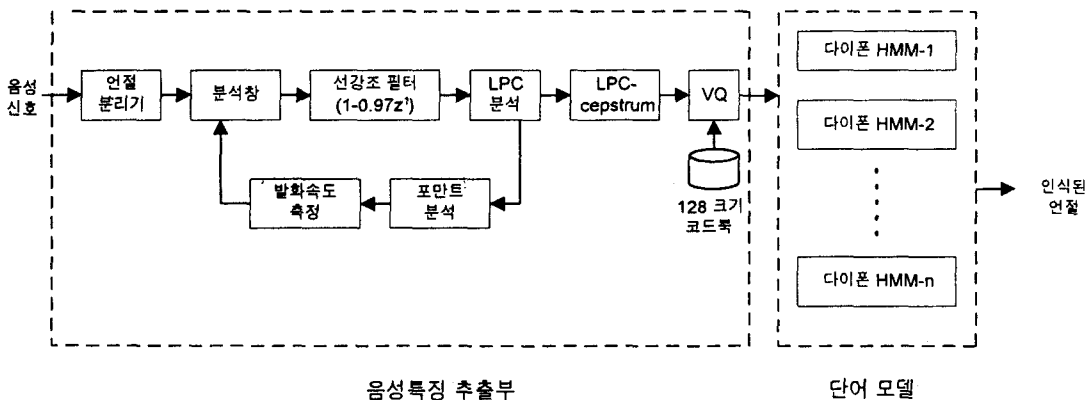 음성
신호
언절
분리기
분석창
선강조 필터
(1-0.97z¹)
LPC
분석
LPC-
cepstrum
VQ
발화속도
측정
포만트
분석
128 크기
코드북
다이폰 HMM-1
다이폰 HMM-2
다이폰 HMM-n
인식된
언절
음성특징 추출부
단어 모델